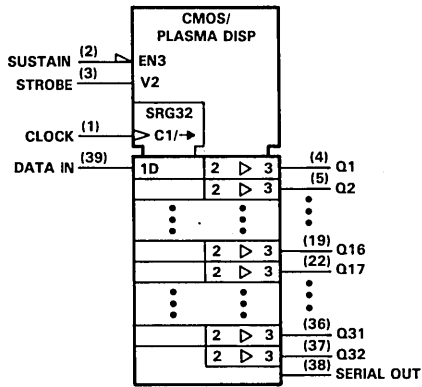 CMOS/
PLASMA DISP
SUSTAIN (2) EN3
STROBE (3) V2
SRG32
CLOCK (1) C1/→
DATA IN (39) 1D 2 ▷ 3 (4) Q1
2 ▷ 3 (5) Q2
2 ▷ 3 (19) Q16
2 ▷ 3 (22) Q17
2 ▷ 3 (36) Q31
2 ▷ 3 (37) Q32
(38) SERIAL OUT